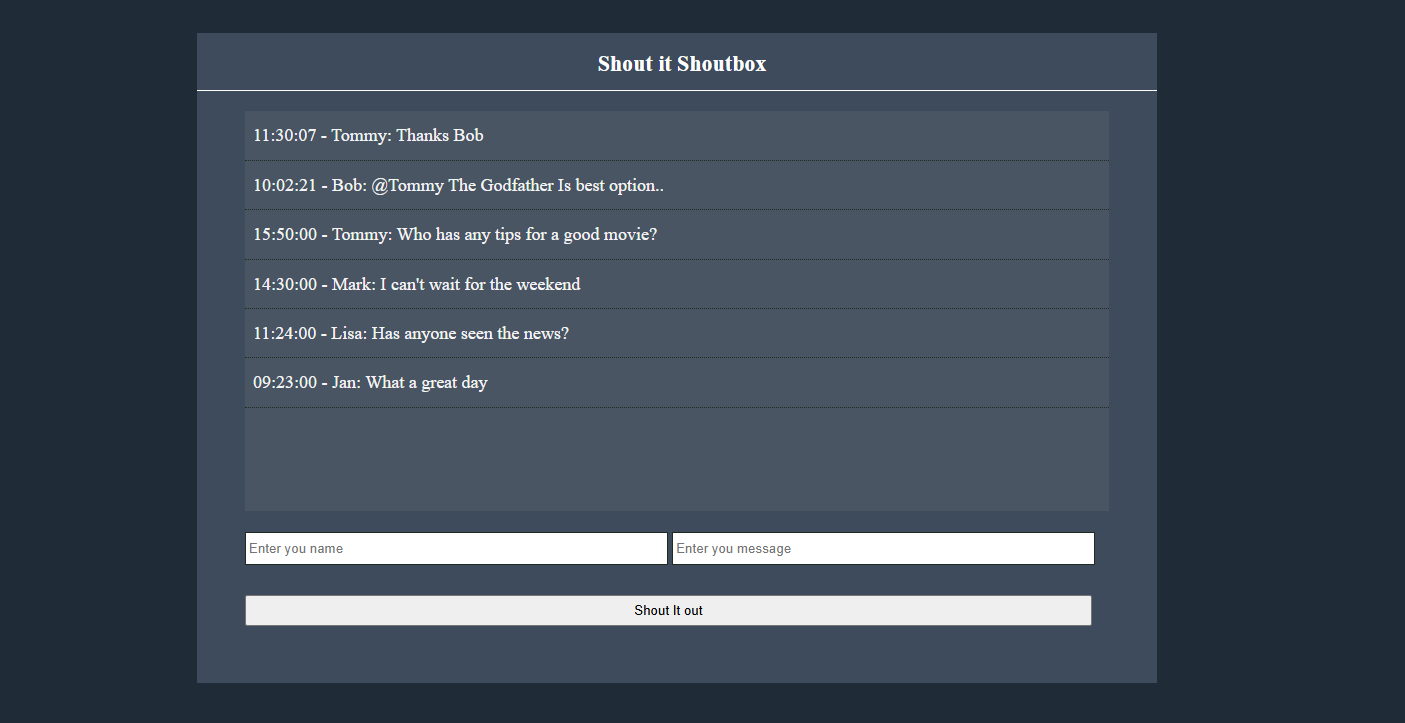 Shout it Shoutbox
11:30:07 - Tommy: Thanks Bob
10:02:21 - Bob: @Tommy The Godfather Is best option..
15:50:00 - Tommy: Who has any tips for a good movie?
14:30:00 - Mark: I can't wait for the weekend
11:24:00 - Lisa: Has anyone seen the news?
09:23:00 - Jan: What a great day
Enter you name
Enter you message
Shout It out